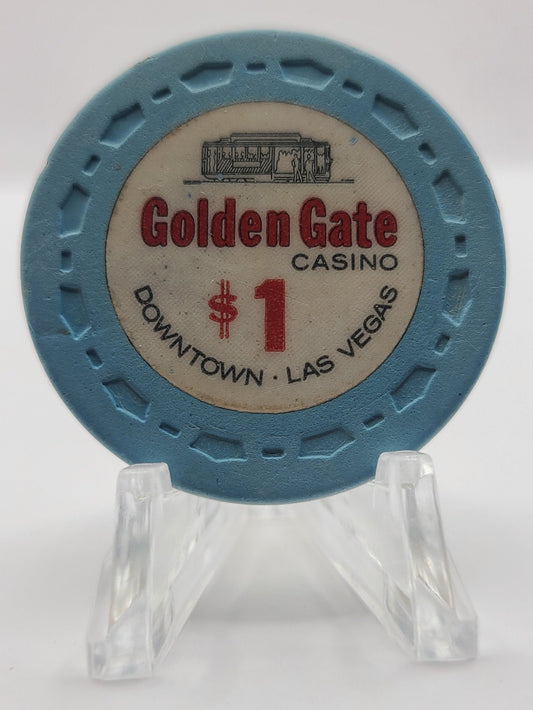 Golden Gate
CASINO
$1
DOWNTOWN · LAS VEGAS